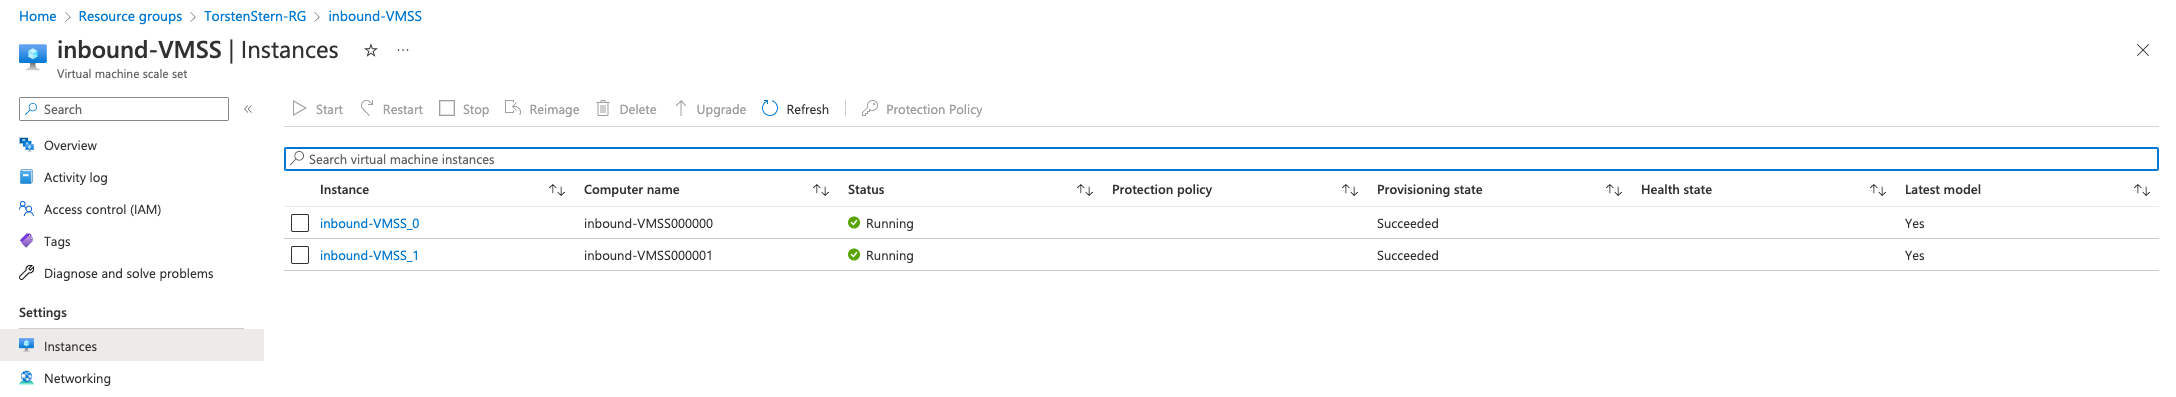 Home > Resource groups > TorstenStern-RG > inbound-VMSS
inbound-VMSS | Instances ☆ ...
Virtual machine scale set
Search «
Start Restart Stop Reimage Delete Upgrade Refresh Protection Policy
Overview
Activity log
Access control (IAM)
Tags
Diagnose and solve problems
Settings
Instances
Networking
Search virtual machine instances
Instance Computer name Status Protection policy Provisioning state Health state Latest model
inbound-VMSS_0 inbound-VMSS000000 Running Succeeded Yes
inbound-VMSS_1 inbound-VMSS000001 Running Succeeded Yes